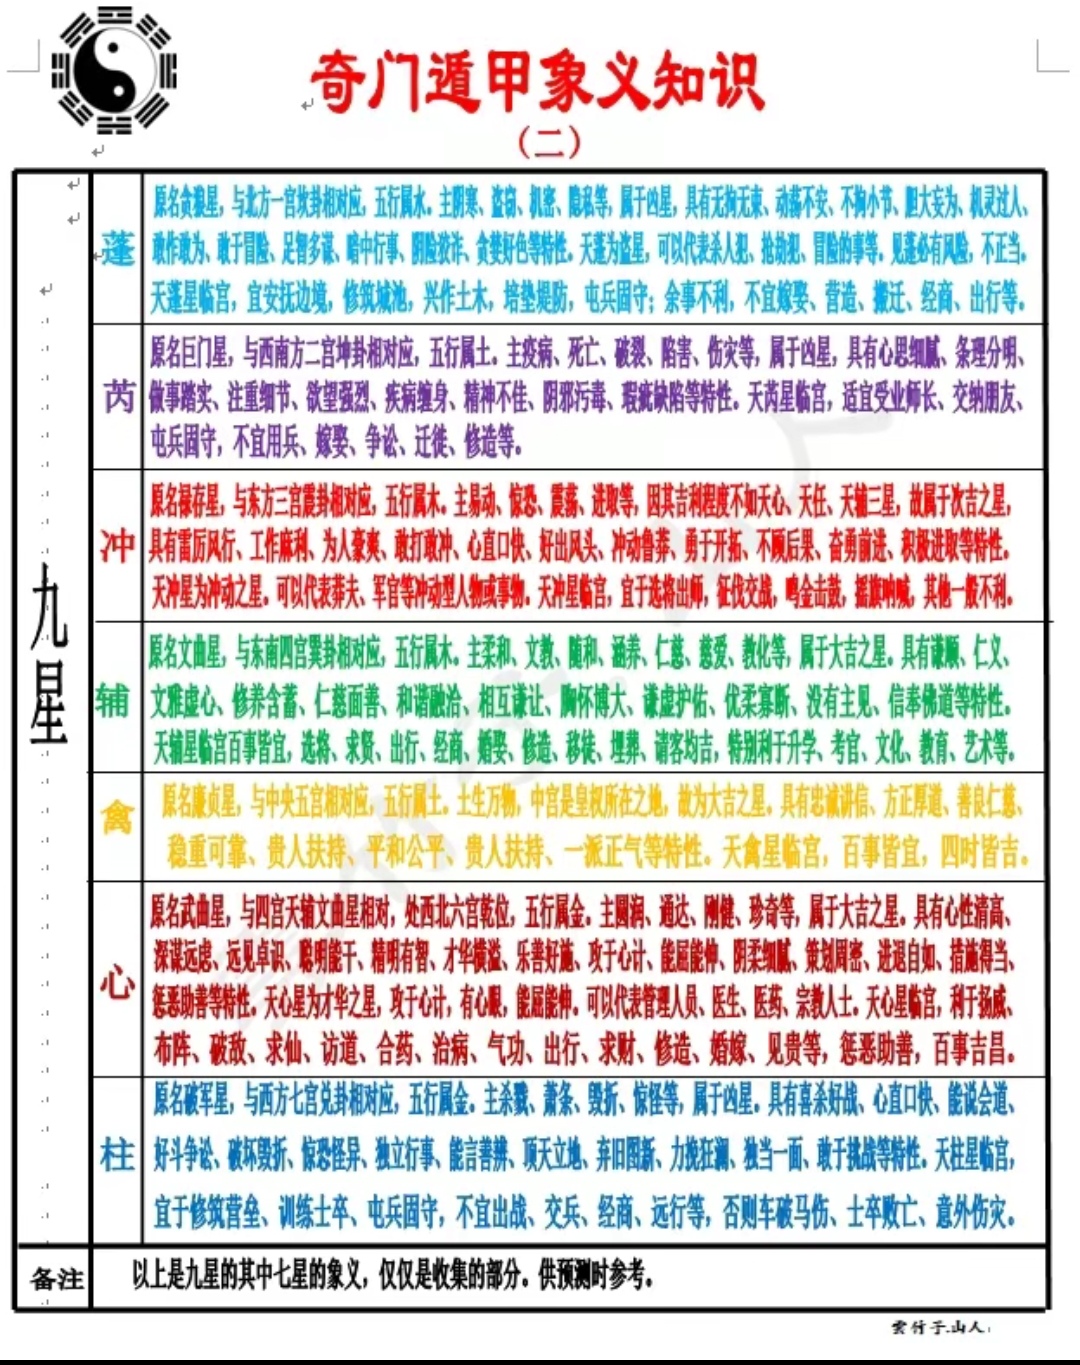 奇门遁甲象义知识
（二）
九星
蓬
原名贪狼星，与北方一宫坎卦相对应，五行属水。主阴寒、盗窃、机密、隐私等，属于凶星，具有无拘无束、动荡不安、不拘小节、胆大妄为、机灵过人、
敢作敢为、敢于冒险、足智多谋、暗中行事、阴险狡诈、贪婪好色等特性。天蓬为盗星，可以代表杀人犯、抢劫犯、冒险的事等。见蓬必有风险，不正当。
天蓬星临宫，宜安抚边境，修筑城池，兴作土木，培垫堤防，屯兵固守；余事不利，不宜嫁娶、营造、搬迁、经商、出行等。
芮
原名巨门星，与西南方二宫坤卦相对应，五行属土。主疫病、死亡、破裂、陷害、伤灾等，属于凶星，具有心思细腻、条理分明、
做事踏实、注重细节、欲望强烈、疾病缠身、精神不佳、阴邪污毒、瑕疵缺陷等特性。天芮星临宫，适宜受业师长、交纳朋友、
屯兵固守，不宜用兵、嫁娶、争讼、迁徙、修造等。
冲
原名禄存星，与东方三宫震卦相对应，五行属木。主易动、惊恐、震荡、进取等，因其吉利程度不如天心、天任、天辅三星，故属于次吉之星，
具有雷厉风行、工作麻利、为人豪爽、敢打敢冲、心直口快、好出风头、冲动鲁莽、勇于开拓、不顾后果、奋勇前进、积极进取等特性。
天冲星为冲动之星。可以代表莽夫、军官等冲动型人物或事物。天冲星临宫，宜于选将出师，征伐交战，鸣金击鼓，摇旗呐喊，其他一般不利。
辅
原名文曲星，与东南四宫巽卦相对应，五行属木。主柔和、文教、随和、涵养、仁慈、慈爱、教化等，属于大吉之星。具有谦顺、仁义、
文雅虚心、修养含蓄、仁慈面善、和谐融洽、相互谦让、胸怀博大、谦虚护佑、优柔寡断、没有主见、信奉佛道等特性。
天辅星临宫百事皆宜，选将、求贤、出行、经商、婚娶、修造、移徒、埋葬、请客均吉，特别利于升学、考官、文化、教育、艺术等。
禽
原名廉贞星，与中央五宫相对应，五行属土。土生万物，中宫是皇权所在之地，故为大吉之星。具有忠诚讲信、方正厚道、善良仁慈、
稳重可靠、贵人扶持、平和公平、贵人扶持、一派正气等特性。天禽星临宫，百事皆宜，四时皆吉。
心
原名武曲星，与四宫天辅文曲星相对，处西北六宫乾位，五行属金。主圆润、通达、刚健、珍奇等，属于大吉之星。具有心性清高、
深谋远虑、远见卓识、聪明能干、精明有智、才华横溢、乐善好施、攻于心计、能屈能伸、阴柔细腻、策划周密、进退自如、措施得当、
惩恶助善等特性。天心星为才华之星，攻于心计，有心眼，能屈能伸。可以代表管理人员、医生、医药、宗教人士。天心星临宫，利于扬威、
布阵、破敌、求仙、访道、合药、治病、气功、出行、求财、修造、婚嫁、见贵等，惩恶助善，百事吉昌。
柱
原名破军星，与西方七宫兑卦相对应，五行属金。主杀戮、萧条、毁折、惊怪等，属于凶星。具有喜杀好战、心直口快、能说会道、
好斗争讼、破坏毁折、惊恐怪异、独立行事、能言善辨、顶天立地、弃旧图新、力挽狂澜、独当一面、敢于挑战等特性。天柱星临宫，
宜于修筑营垒、训练士卒、屯兵固守，不宜出战、交兵、经商、远行等，否则车破马伤、士卒败亡、意外伤灾。
备注
以上是九星的其中七星的象义，仅仅是收集的部分。供预测时参考。
雲竹子.山人